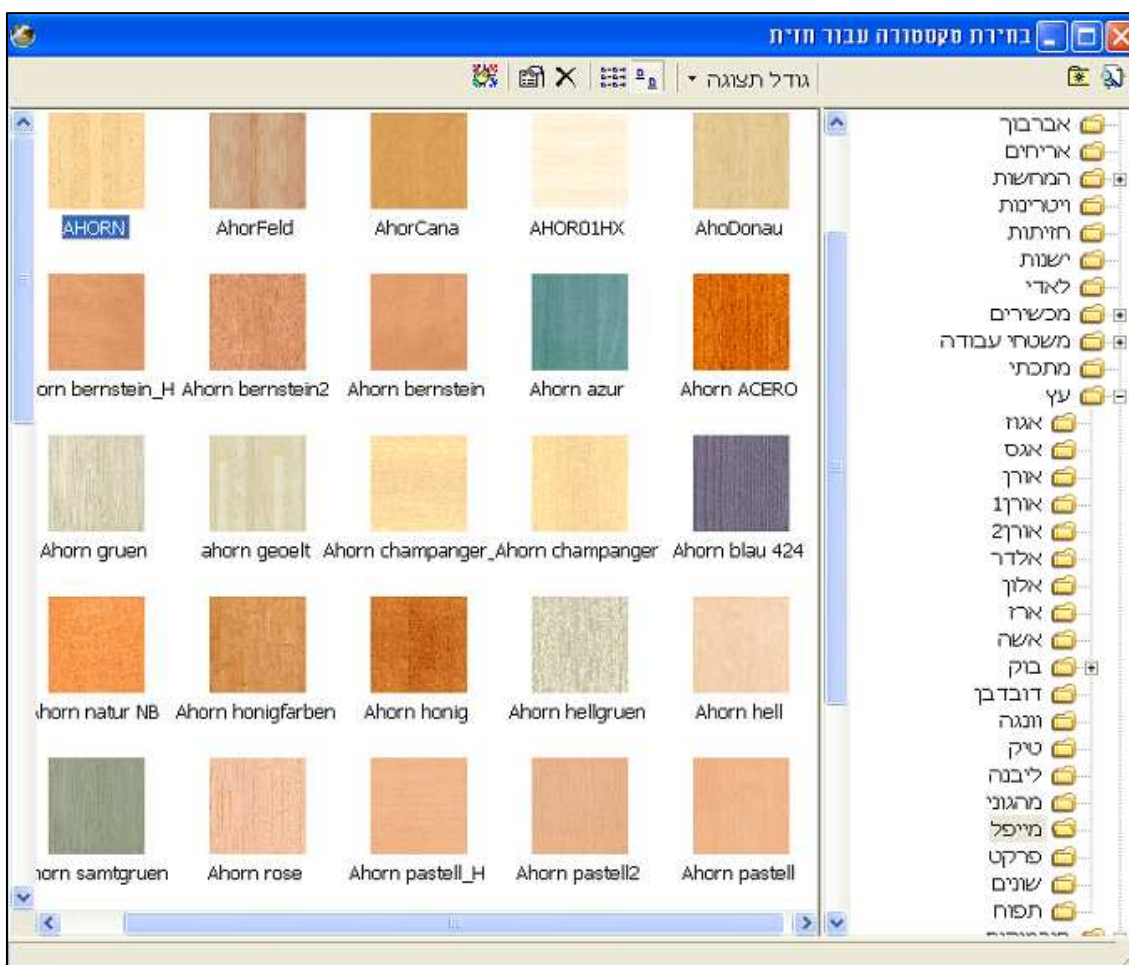 בחירת טקסטורה עבור חזית
גודל תצוגה
אברבוך
אריחים
המחשות
ויטרינות
חזיתות
ישנות
לאדי
מכשירים
משטחי עבודה
מתכתי
עץ
אגוז
אגס
אורן
אורן1
אורן2
אלדר
אלון
ארז
אשה
בוק
דובדבן
וונגה
טיק
ליבנה
מהגוני
מייפל
פרקט
שונים
תפוח
AHORN AhorFeld AhorCana AHOR01HX AhoDonau
orn bernstein_H Ahorn bernstein2 Ahorn bernstein Ahorn azur Ahorn ACERO
Ahorn gruen ahorn geoelt Ahorn champanger_ Ahorn champanger Ahorn blau 424
horn natur NB Ahorn honigfarben Ahorn honig Ahorn hellgruen Ahorn hell
horn samtgruen Ahorn rose Ahorn pastell_H Ahorn pastell2 Ahorn pastell